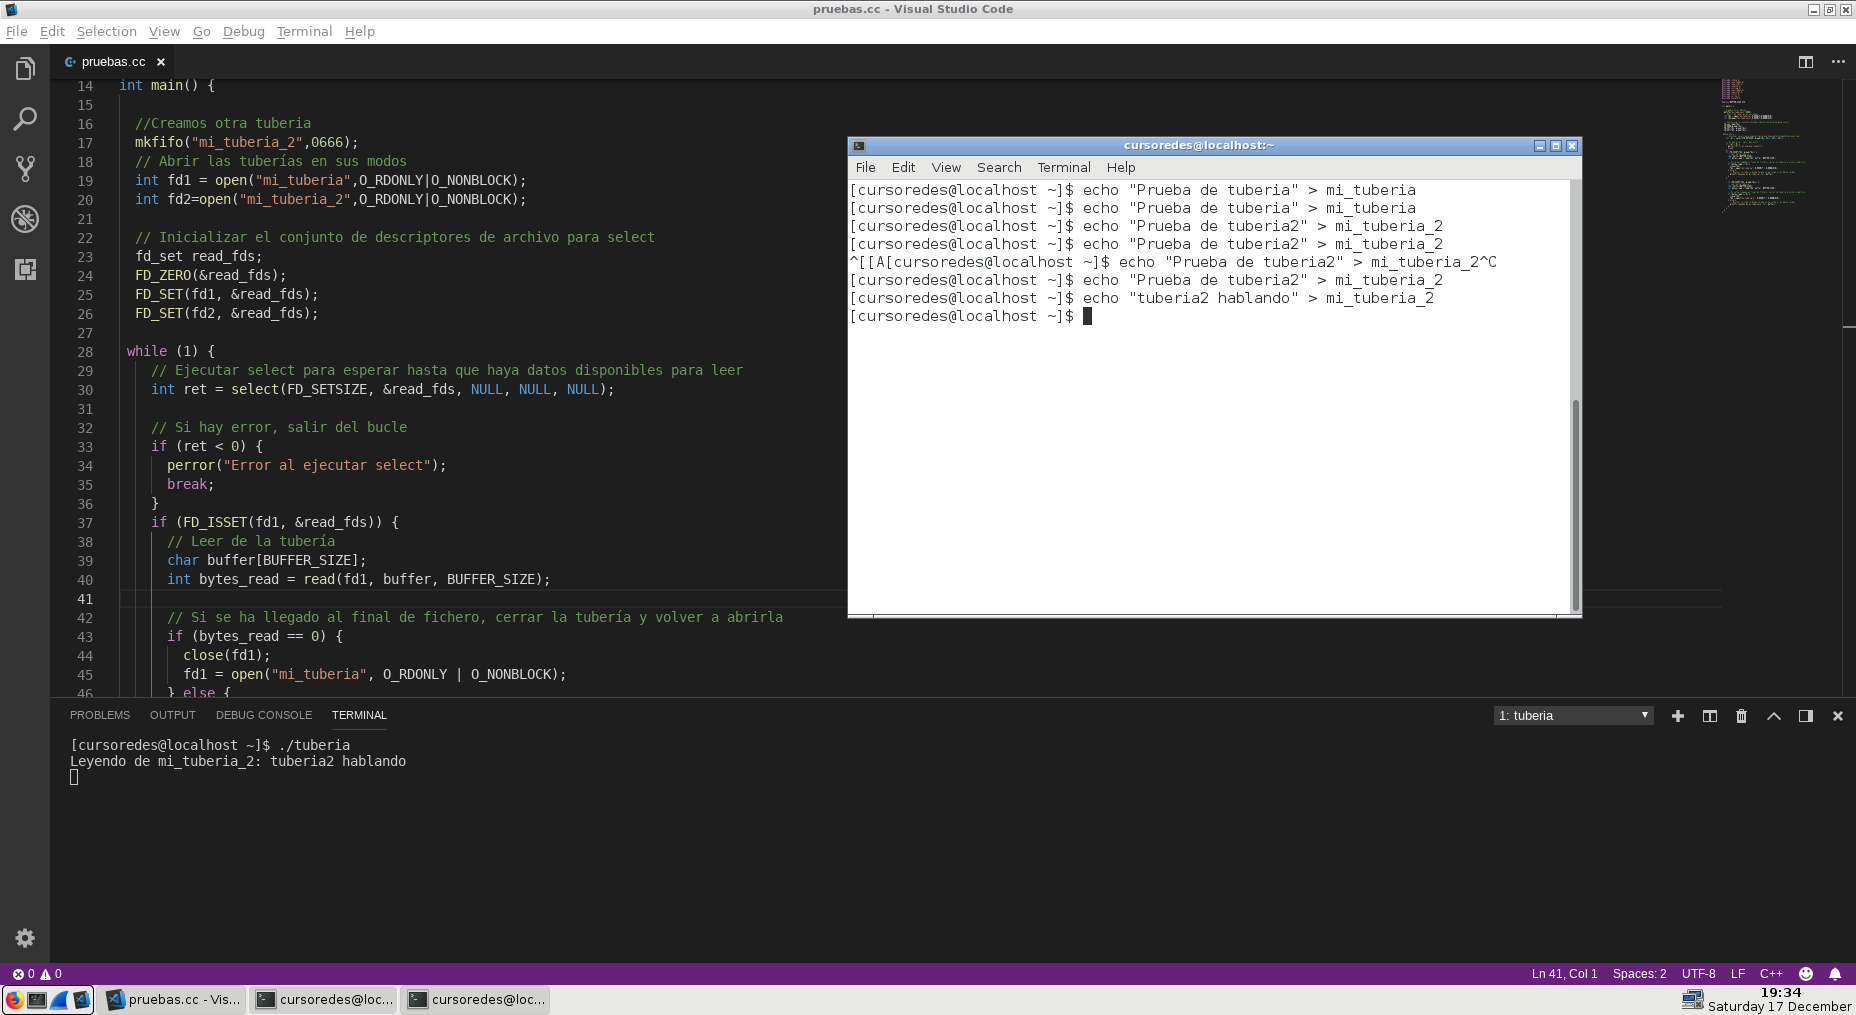 pruebas.cc - Visual Studio Code
File Edit Selection View Go Debug Terminal Help
pruebas.cc
14 int main() {
15
16 //Creamos otra tuberia
17 mkfifo("mi_tuberia_2",0666);
18 // Abrir las tuberías en sus modos
19 int fd1 = open("mi_tuberia",O_RDONLY|O_NONBLOCK);
20 int fd2=open("mi_tuberia_2",O_RDONLY|O_NONBLOCK);
21
22 // Inicializar el conjunto de descriptores de archivo para select
23 fd_set read_fds;
24 FD_ZERO(&read_fds);
25 FD_SET(fd1, &read_fds);
26 FD_SET(fd2, &read_fds);
27
28 while (1) {
29 // Ejecutar select para esperar hasta que haya datos disponibles para leer
30 int ret = select(FD_SETSIZE, &read_fds, NULL, NULL, NULL);
31
32 // Si hay error, salir del bucle
33 if (ret < 0) {
34 perror("Error al ejecutar select");
35 break;
36 }
37 if (FD_ISSET(fd1, &read_fds)) {
38 // Leer de la tubería
39 char buffer[BUFFER_SIZE];
40 int bytes_read = read(fd1, buffer, BUFFER_SIZE);
41
42 // Si se ha llegado al final de fichero, cerrar la tubería y volver a abrirla
43 if (bytes_read == 0) {
44 close(fd1);
45 fd1 = open("mi_tuberia", O_RDONLY | O_NONBLOCK);
46 } else {
cursoredes@localhost:~
File Edit View Search Terminal Help
[cursoredes@localhost ~]$ echo "Prueba de tuberia" > mi_tuberia
[cursoredes@localhost ~]$ echo "Prueba de tuberia" > mi_tuberia
[cursoredes@localhost ~]$ echo "Prueba de tuberia2" > mi_tuberia_2
[cursoredes@localhost ~]$ echo "Prueba de tuberia2" > mi_tuberia_2
^[[A[cursoredes@localhost ~]$ echo "Prueba de tuberia2" > mi_tuberia_2^C
[cursoredes@localhost ~]$ echo "Prueba de tuberia2" > mi_tuberia_2
[cursoredes@localhost ~]$ echo "tuberia2 hablando" > mi_tuberia_2
[cursoredes@localhost ~]$
PROBLEMS OUTPUT DEBUG CONSOLE TERMINAL 1: tuberia
[cursoredes@localhost ~]$ ./tuberia
Leyendo de mi_tuberia_2: tuberia2 hablando
0 0 Ln 41, Col 1 Spaces: 2 UTF-8 LF C++
pruebas.cc - Vis... cursoredes@loc... cursoredes@loc... 19:34
Saturday 17 December